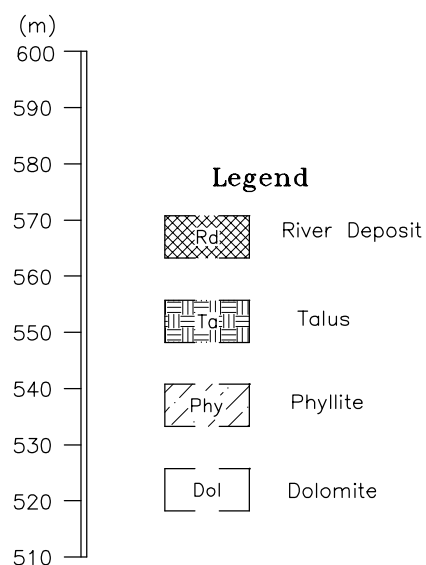 (m)
600
590
580
Legend
570
Rd River Deposit
560
Ta Talus
550
540
Phy Phyllite
530
Dol Dolomite
520
510